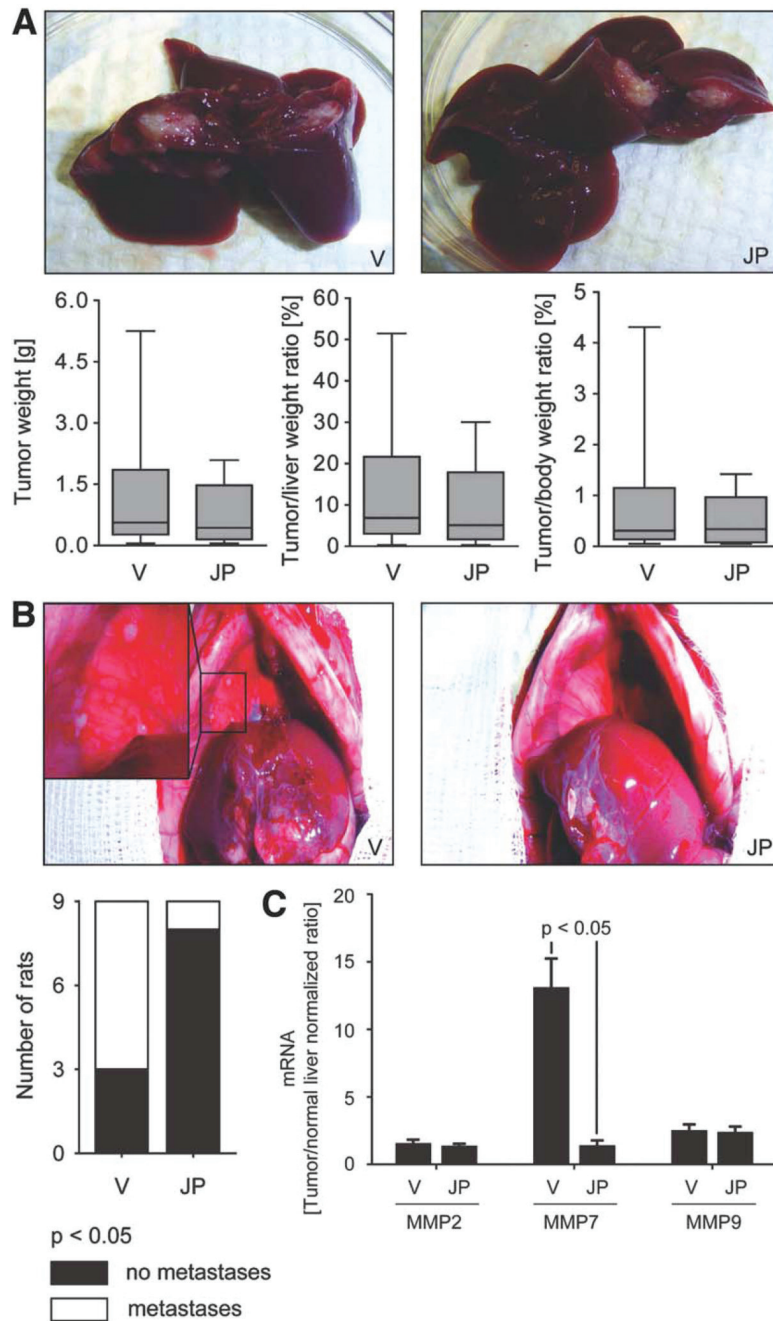 A
V
JP
Tumor weight [g]
6.0
4.5
3.0
1.5
0.0
V JP
Tumor/liver weight ratio [%]
60
50
40
30
20
10
0
V JP
Tumor/body weight ratio [%]
5
4
3
2
1
0
V JP
B
V
JP
Number of rats
9
6
3
0
V JP
p < 0.05
no metastases
metastases
C
mRNA
[Tumor/normal liver normalized ratio]
20
15
10
5
0
p < 0.05
V JP V JP V JP
MMP2 MMP7 MMP9